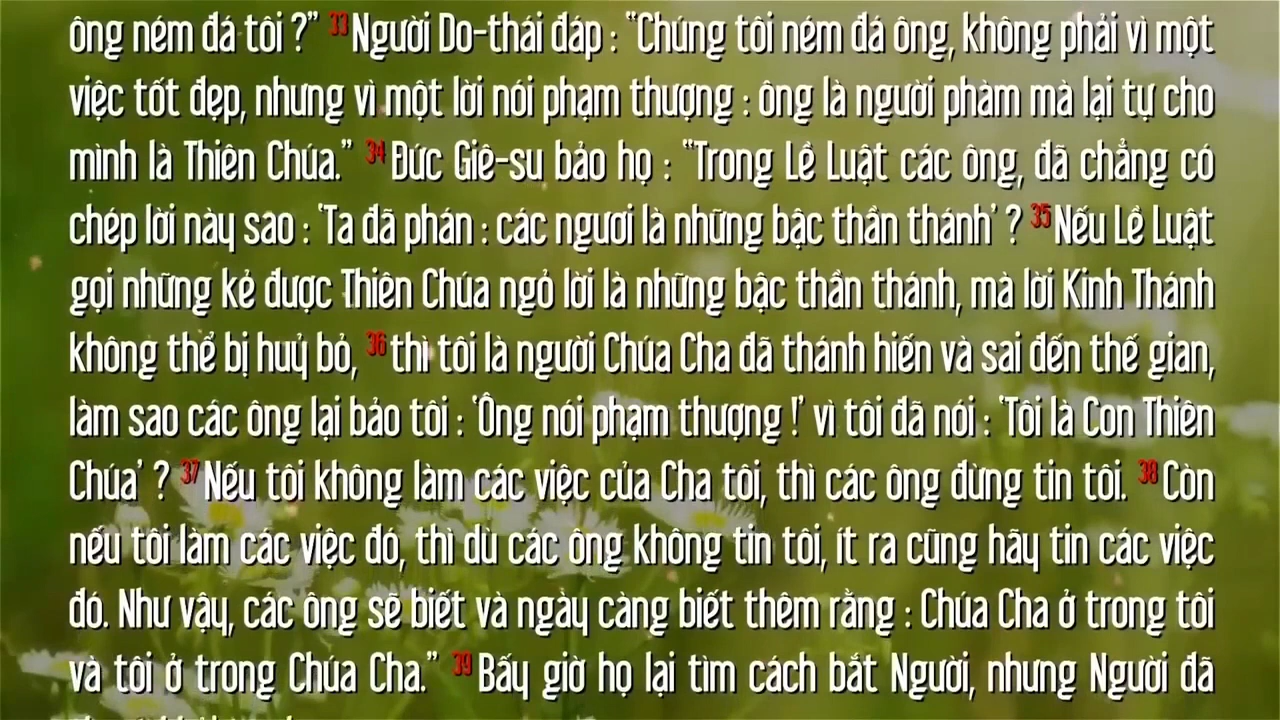 ông ném đá tôi ?” 33 Người Do-thái đáp : “Chúng tôi ném đá ông, không phải vì một
việc tốt đẹp, nhưng vì một lời nói phạm thượng : ông là người phàm mà lại tự cho
mình là Thiên Chúa.” 34 Đức Giê-su bảo họ : “Trong Lề Luật các ông, đã chẳng có
chép lời này sao : ‘Ta đã phán : các ngươi là những bậc thần thánh’ ? 35 Nếu Lề Luật
gọi những kẻ được Thiên Chúa ngỏ lời là những bậc thần thánh, mà lời Kinh Thánh
không thể bị huỷ bỏ, 36 thì tôi là người Chúa Cha đã thánh hiến và sai đến thế gian,
làm sao các ông lại bảo tôi : ‘Ông nói phạm thượng !’ vì tôi đã nói : ‘Tôi là Con Thiên
Chúa’ ? 37 Nếu tôi không làm các việc của Cha tôi, thì các ông đừng tin tôi. 38 Còn
nếu tôi làm các việc đó, thì dù các ông không tin tôi, ít ra cũng hãy tin các việc
đó. Như vậy, các ông sẽ biết và ngày càng biết thêm rằng : Chúa Cha ở trong tôi
và tôi ở trong Chúa Cha.” 39 Bấy giờ họ lại tìm cách bắt Người, nhưng Người đã